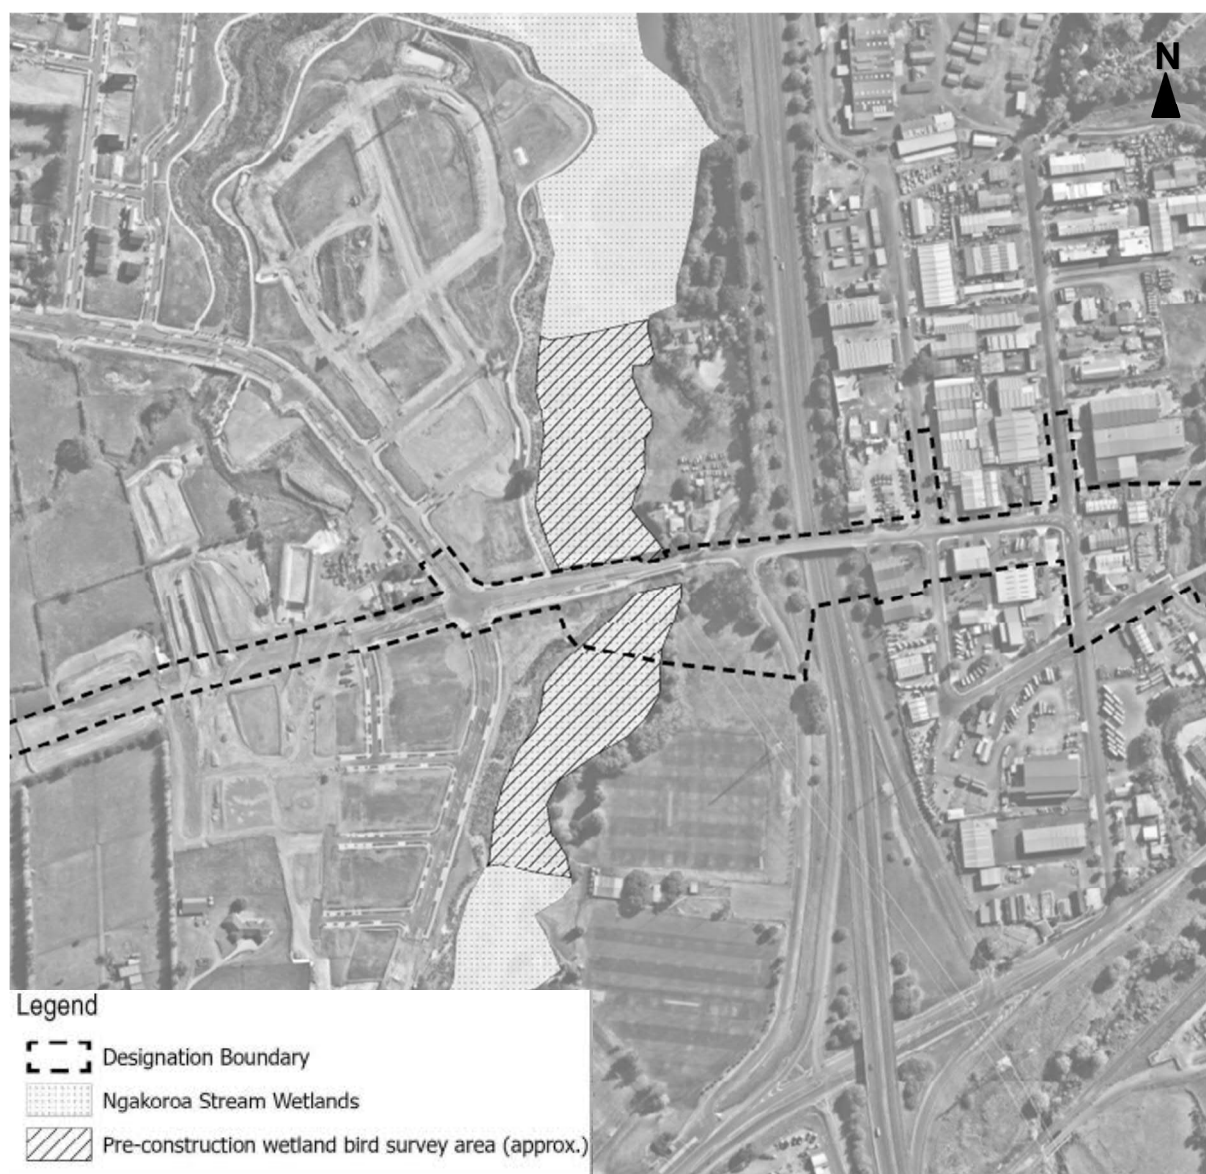 N
Legend
Designation Boundary
Ngakoroa Stream Wetlands
Pre-construction wetland bird survey area (approx.)